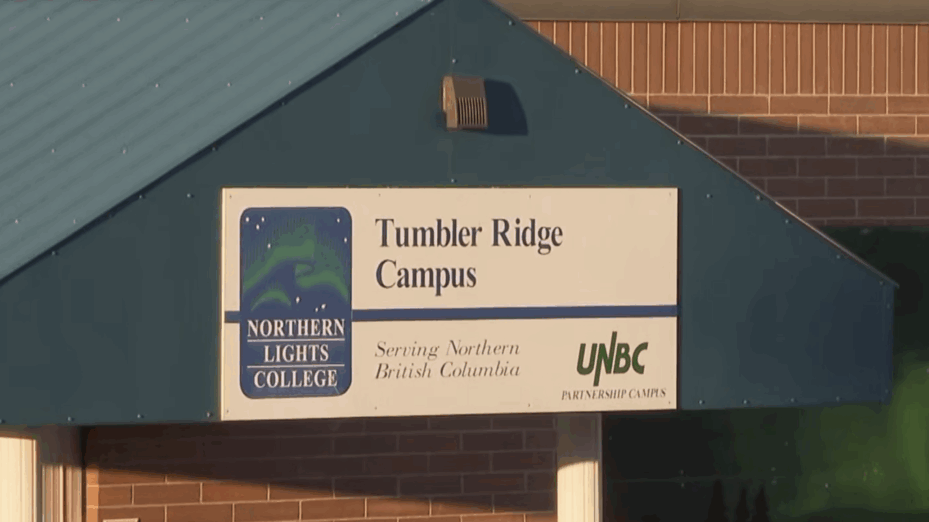 Tumbler Ridge
Campus
NORTHERN
LIGHTS
COLLEGE
Serving Northern
British Columbia
UNBC
PARTNERSHIP CAMPUS